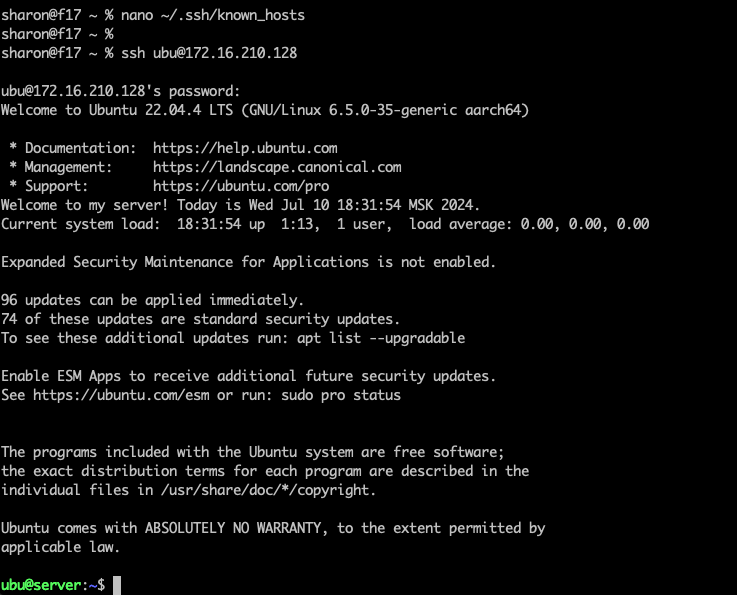 sharon@f17 ~ % nano ~/.ssh/known_hosts
sharon@f17 ~ %
sharon@f17 ~ % ssh ubu@172.16.210.128
ubu@172.16.210.128's password:
Welcome to Ubuntu 22.04.4 LTS (GNU/Linux 6.5.0-35-generic aarch64)
 * Documentation:  https://help.ubuntu.com
 * Management:     https://landscape.canonical.com
 * Support:        https://ubuntu.com/pro
Welcome to my server! Today is Wed Jul 10 18:31:54 MSK 2024.
Current system load:  18:31:54 up  1:13,  1 user,  load average: 0.00, 0.00, 0.00
Expanded Security Maintenance for Applications is not enabled.
96 updates can be applied immediately.
74 of these updates are standard security updates.
To see these additional updates run: apt list --upgradable
Enable ESM Apps to receive additional future security updates.
See https://ubuntu.com/esm or run: sudo pro status
The programs included with the Ubuntu system are free software;
the exact distribution terms for each program are described in the
individual files in /usr/share/doc/*/copyright.
Ubuntu comes with ABSOLUTELY NO WARRANTY, to the extent permitted by
applicable law.
ubu@server:~$